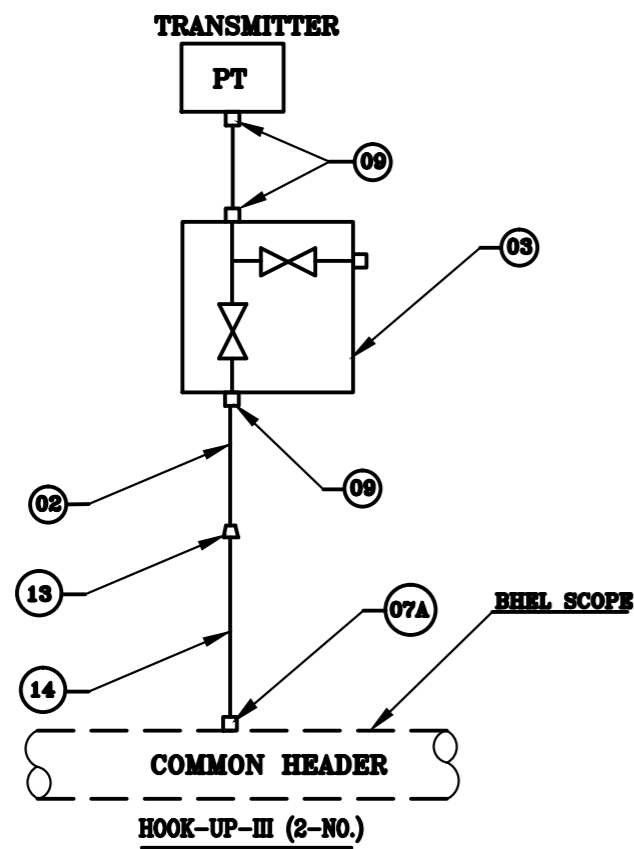 TRANSMITTER
PT
09
03
09
02
13
07A
BHEL SCOPE
14
COMMON HEADER
HOOK-UP-III (2-NO.)